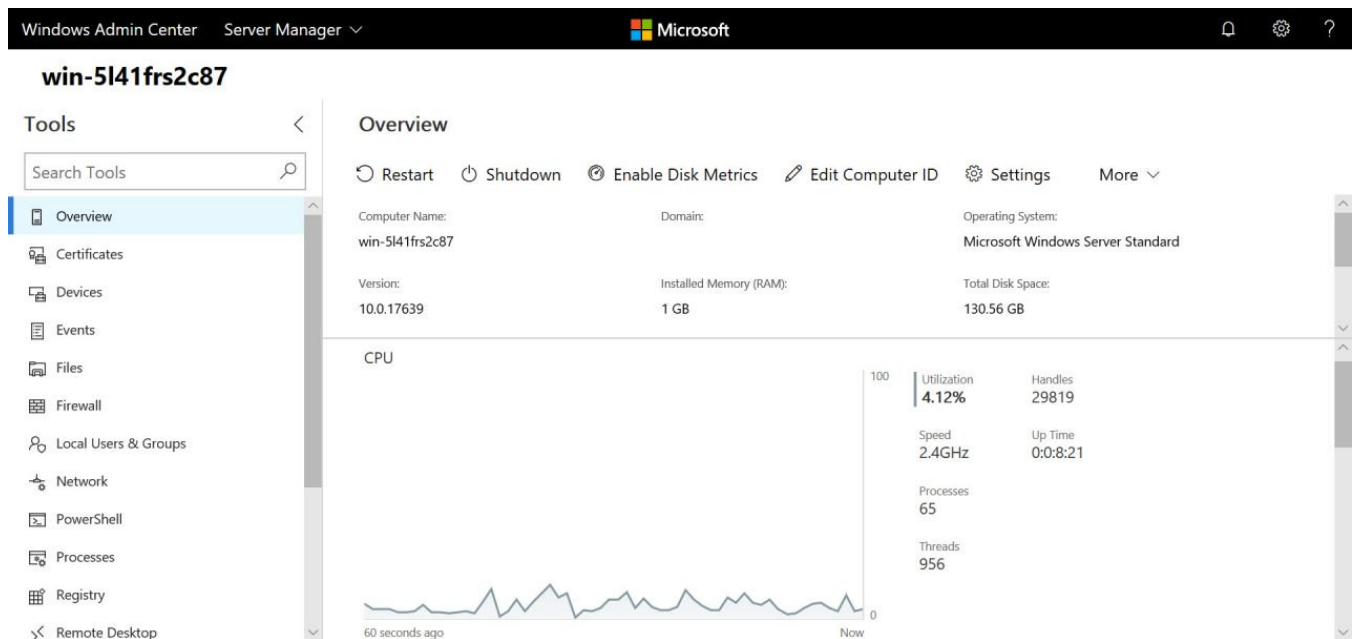 Windows Admin Center Server Manager Microsoft ?
win-5l41frs2c87
Tools
Search Tools
Overview
Certificates
Devices
Events
Files
Firewall
Local Users & Groups
Network
PowerShell
Processes
Registry
Remote Desktop
Overview
Restart Shutdown Enable Disk Metrics Edit Computer ID Settings More
Computer Name: Domain: Operating System:
win-5l41frs2c87 Microsoft Windows Server Standard
Version: Installed Memory (RAM): Total Disk Space:
10.0.17639 1 GB 130.56 GB
CPU
100
0
60 seconds ago Now
Utilization Handles
4.12% 29819
Speed Up Time
2.4GHz 0:0:8:21
Processes
65
Threads
956